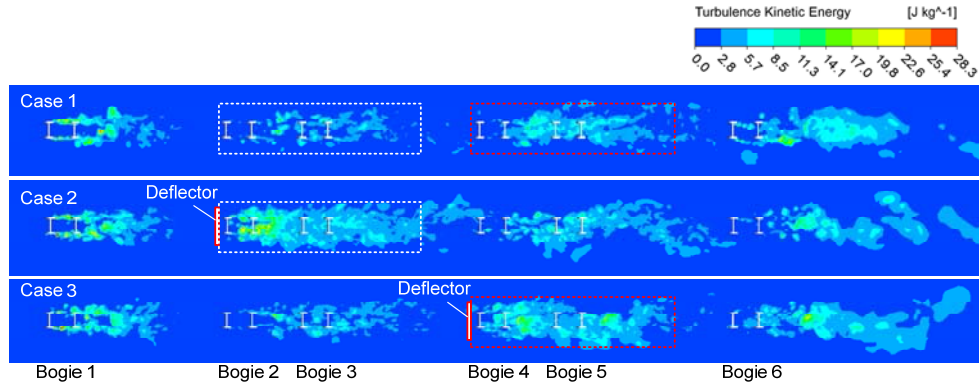 Turbulence Kinetic Energy [J kg^-1]
0.0 2.8 5.7 8.5 11.3 14.1 17.0 19.8 22.6 25.4 28.3
Case 1
Case 2
Deflector
Case 3
Deflector
Bogie 1 Bogie 2 Bogie 3 Bogie 4 Bogie 5 Bogie 6